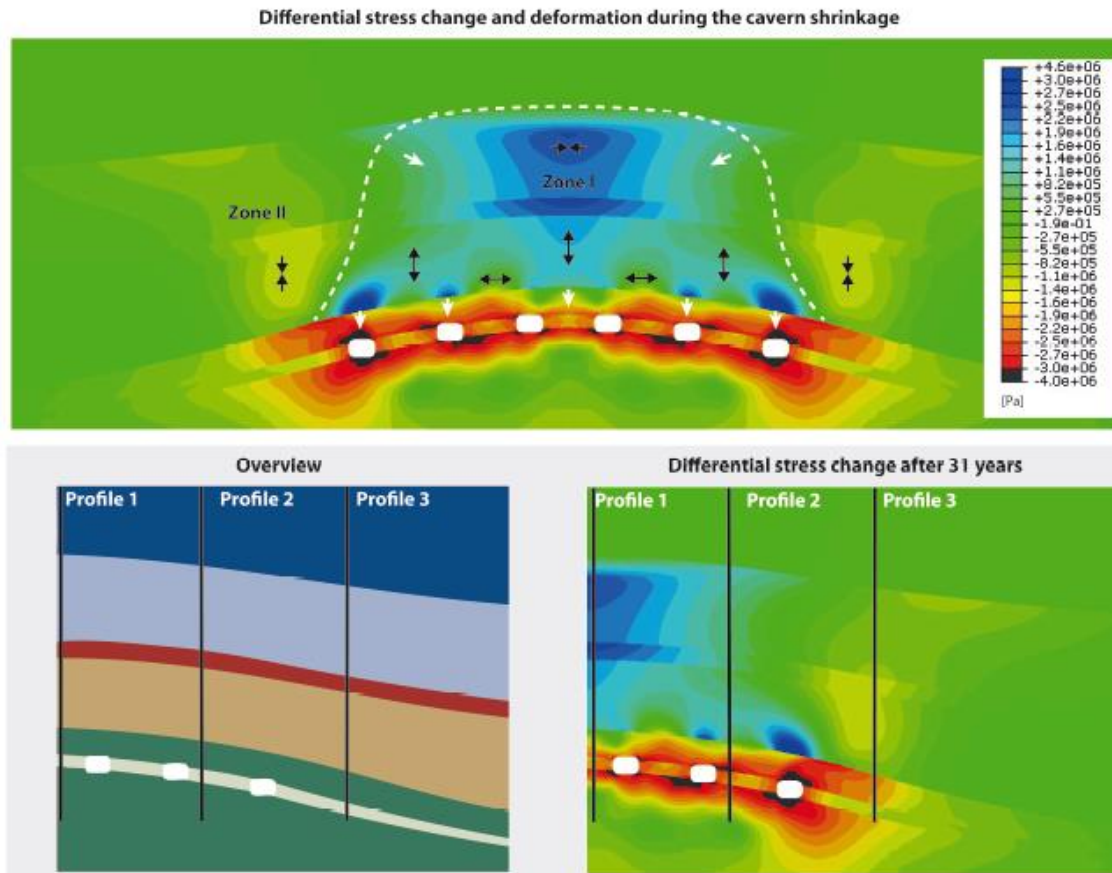 Differential stress change and deformation during the cavern shrinkage
Zone I
Zone II
+4.6e+06
+3.0e+06
+2.7e+06
+2.5e+06
+2.2e+06
+1.9e+06
+1.6e+06
+1.4e+06
+1.1e+06
+8.2e+05
+5.5e+05
+2.7e+05
-1.9e-01
-2.7e+05
-5.5e+05
-8.2e+05
-1.1e+06
-1.6e+06
-1.9e+06
-2.2e+06
-2.5e+06
-2.7e+06
-3.0e+06
-4.0e+06
[Pa]
Overview
Profile 1 Profile 2 Profile 3
Differential stress change after 31 years
Profile 1 Profile 2 Profile 3